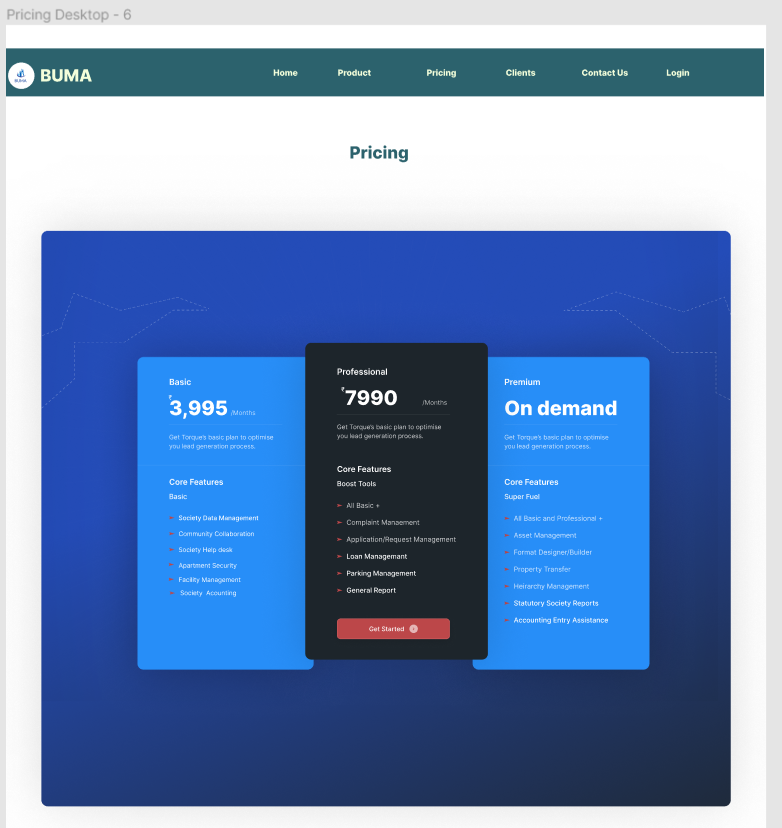 Pricing Desktop - 6
BUMA
BUMA
Home
Product
Pricing
Clients
Contact Us
Login
Pricing
Basic
₹
3,995 /Months
Get Torque's basic plan to optimise
you lead generation process.
Core Features
Basic
Society Data Management
Community Collaboration
Society Help desk
Apartment Security
Facility Management
Society Acounting
Professional
₹
7990 /Months
Get Torque's basic plan to optimise
you lead generation process.
Core Features
Boost Tools
All Basic +
Complaint Manaement
Application/Request Management
Loan Managemant
Parking Management
General Report
Get Started
Premium
On demand
Get Torque's basic plan to optimise
you lead generation process.
Core Features
Super Fuel
All Basic and Professional +
Asset Management
Format Designer/Builder
Property Transfer
Heirarchy Management
Statutory Society Reports
Accounting Entry Assistance